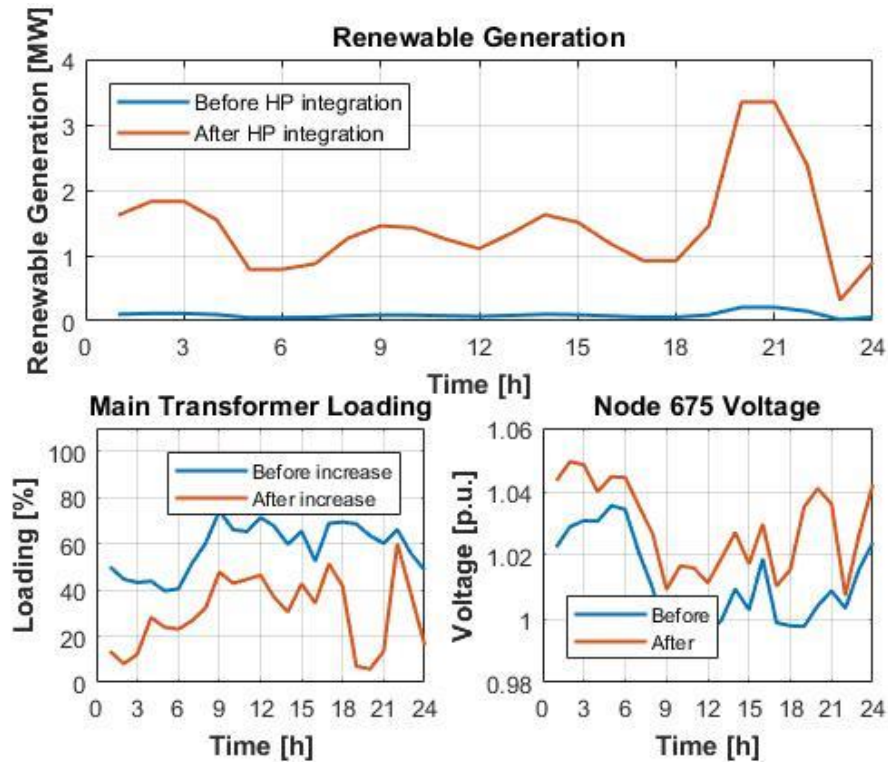 Renewable Generation
Renewable Generation [MW]
4
3
2
1
0
Before HP integration
After HP integration
0 3 6 9 12 15 18 21 24
Time [h]
Main Transformer Loading
Loading [%]
100
80
60
40
20
0
Before increase
After increase
0 3 6 9 12 15 18 21 24
Time [h]
Node 675 Voltage
Voltage [p.u.]
1.06
1.04
1.02
1
0.98
Before
After
0 3 6 9 12 15 18 21 24
Time [h]